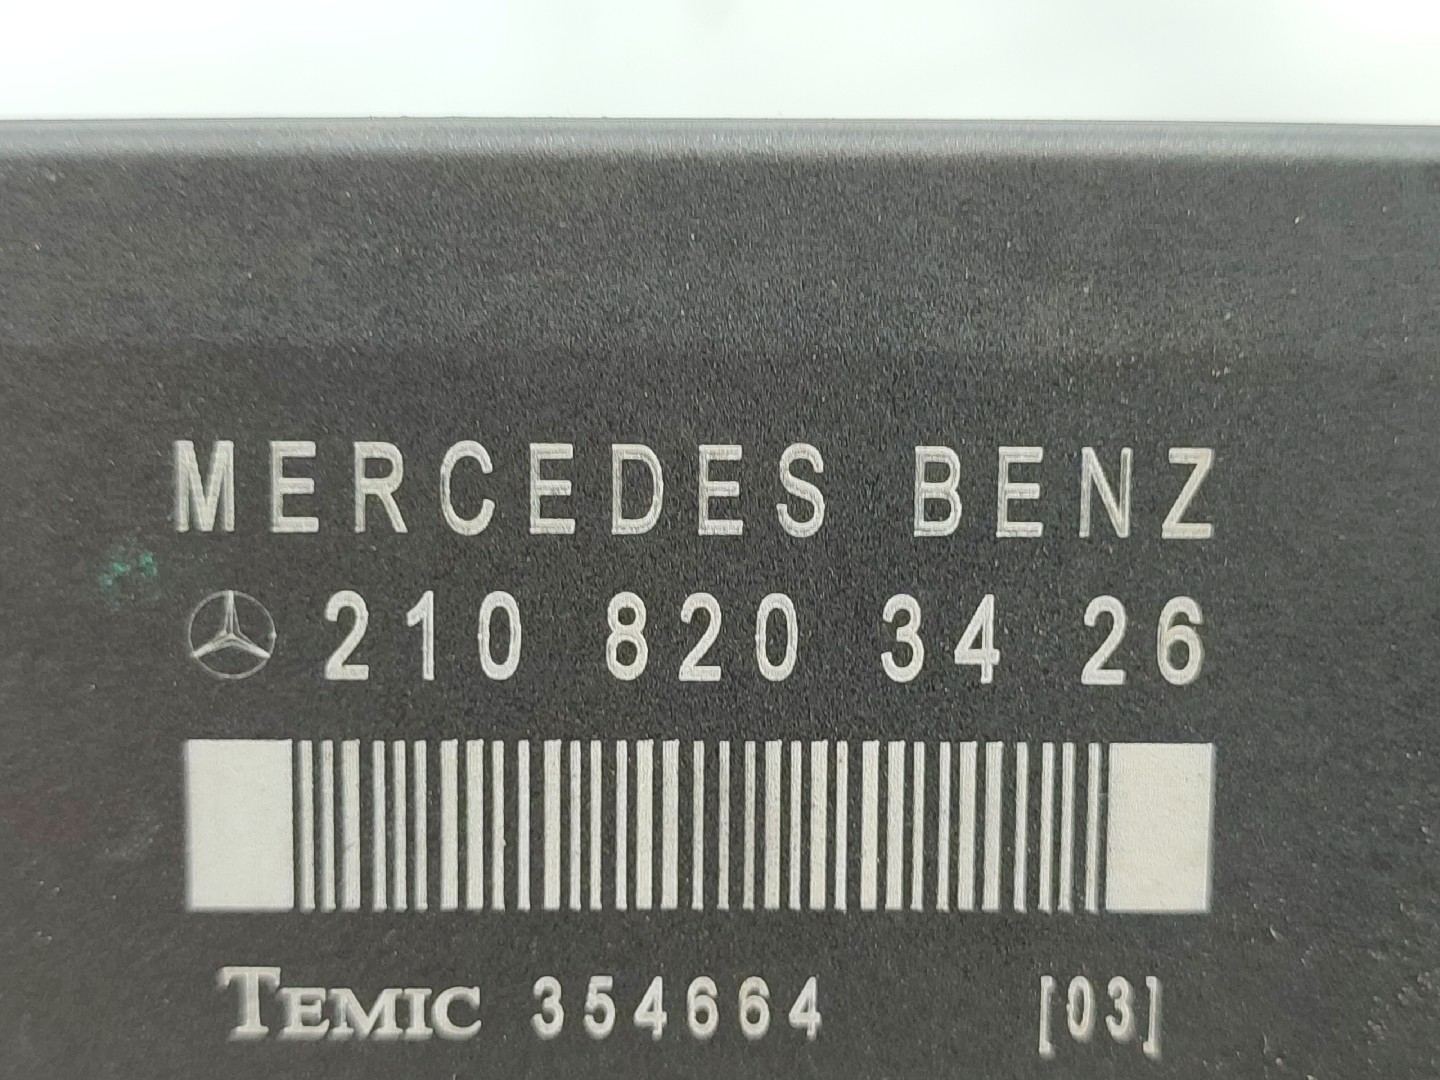 MERCEDES BENZ
210 820 34 26
TEMIC 354664 [03]